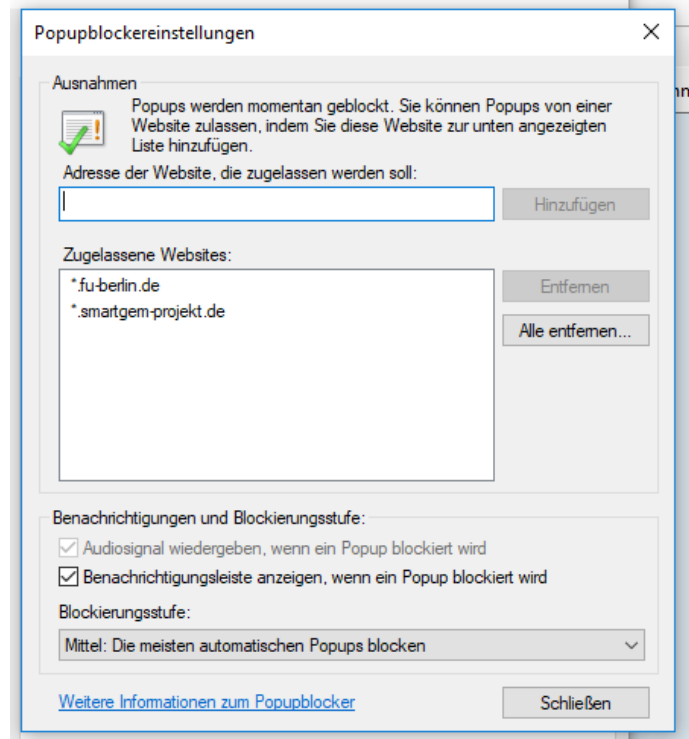 Popupblockereinstellungen
Ausnahmen
Popups werden momentan geblockt. Sie können Popups von einer
Website zulassen, indem Sie diese Website zur unten angezeigten
Liste hinzufügen.
Adresse der Website, die zugelassen werden soll:
Hinzufügen
Zugelassene Websites:
*.fu-berlin.de
*.smartgem-projekt.de
Entfernen
Alle entfernen...
Benachrichtigungen und Blockierungsstufe:
Audiosignal wiedergeben, wenn ein Popup blockiert wird
Benachrichtigungsleiste anzeigen, wenn ein Popup blockiert wird
Blockierungsstufe:
Mittel: Die meisten automatischen Popups blocken
Weitere Informationen zum Popupblocker
Schließen